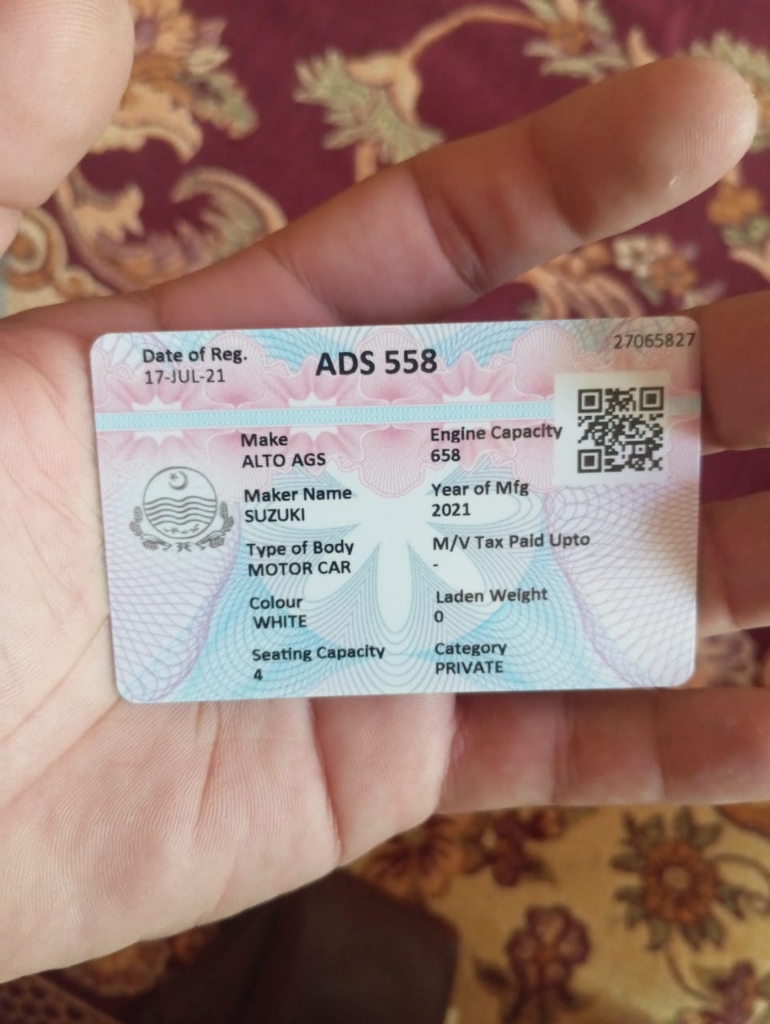 Date of Reg.
17-JUL-21
ADS 558
27065827
Make
ALTO AGS
Engine Capacity
658
Maker Name
SUZUKI
Year of Mfg
2021
Type of Body
MOTOR CAR
M/V Tax Paid Upto
-
Colour
WHITE
Laden Weight
0
Seating Capacity
4
Category
PRIVATE